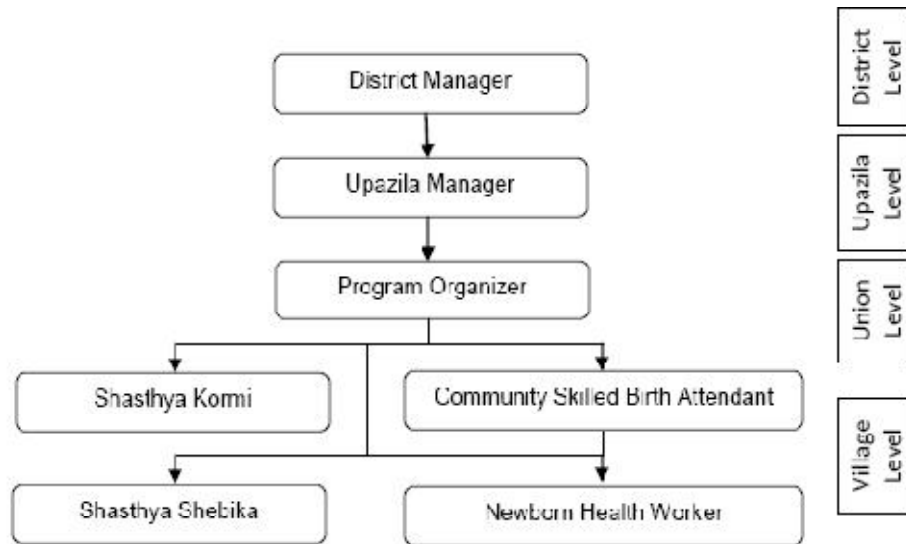 District Manager
District
Level
Upazila Manager
Upazila
Level
Program Organizer
Union
Level
Shasthya Kormi
Community Skilled Birth Attendant
Shasthya Shebika
Newborn Health Worker
Village
Level